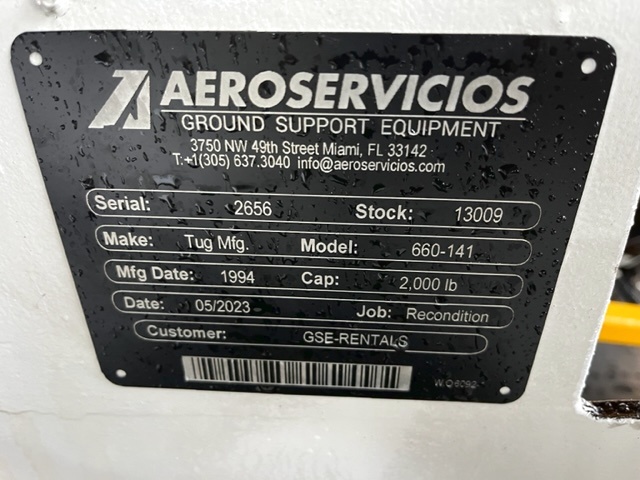 AEROSERVICIOS
GROUND SUPPORT EQUIPMENT
3750 NW 49th Street Miami, FL 33142
T:+1(305) 637.3040 info@aeroservicios.com
Serial: 2656 Stock: 13009
Make: Tug Mfg. Model: 660-141
Mfg Date: 1994 Cap: 2,000 lb
Date: 05/2023 Job: Recondition
Customer: GSE-RENTALS
W.O 6092